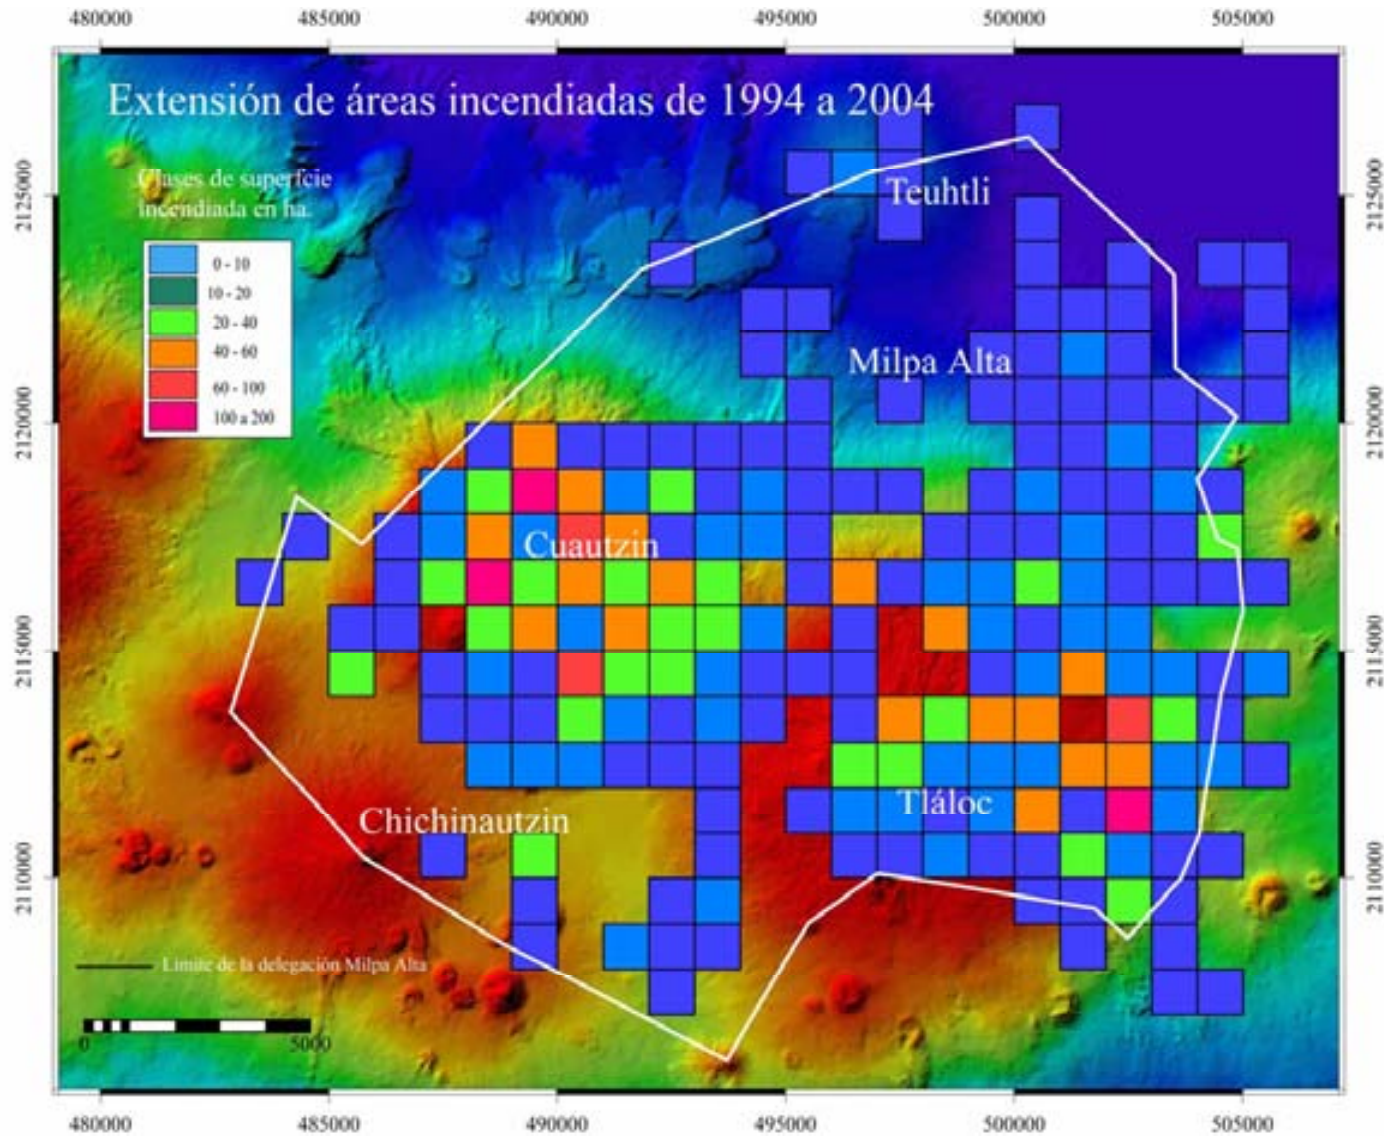 480000 485000 490000 495000 500000 505000
Extensión de áreas incendiadas de 1994 a 2004
Clases de superfcie
incendiada en ha.
0 - 10
10 - 20
20 - 40
40 - 60
60 - 100
100 a 200
Teuhtli
Milpa Alta
Cuautzin
Tláloc
Chichinautzin
Limite de la delegación Milpa Alta
0 5000
2125000
2120000
2115000
2110000
2125000
2120000
2115000
2110000
480000 485000 490000 495000 500000 505000